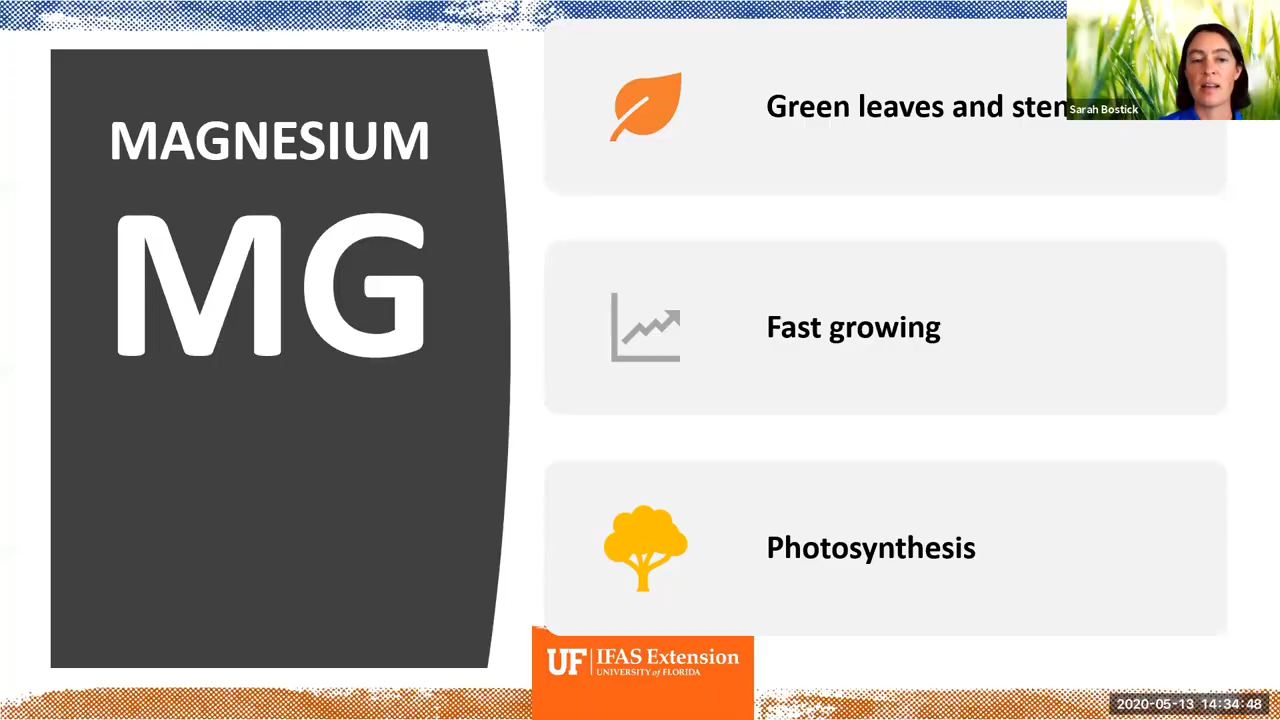 MAGNESIUM
MG
Green leaves and
Sarah Bostick
Fast growing
Photosynthesis
UF IFAS Extension
UNIVERSITY of FLORIDA
2020-05-13 14:34:48